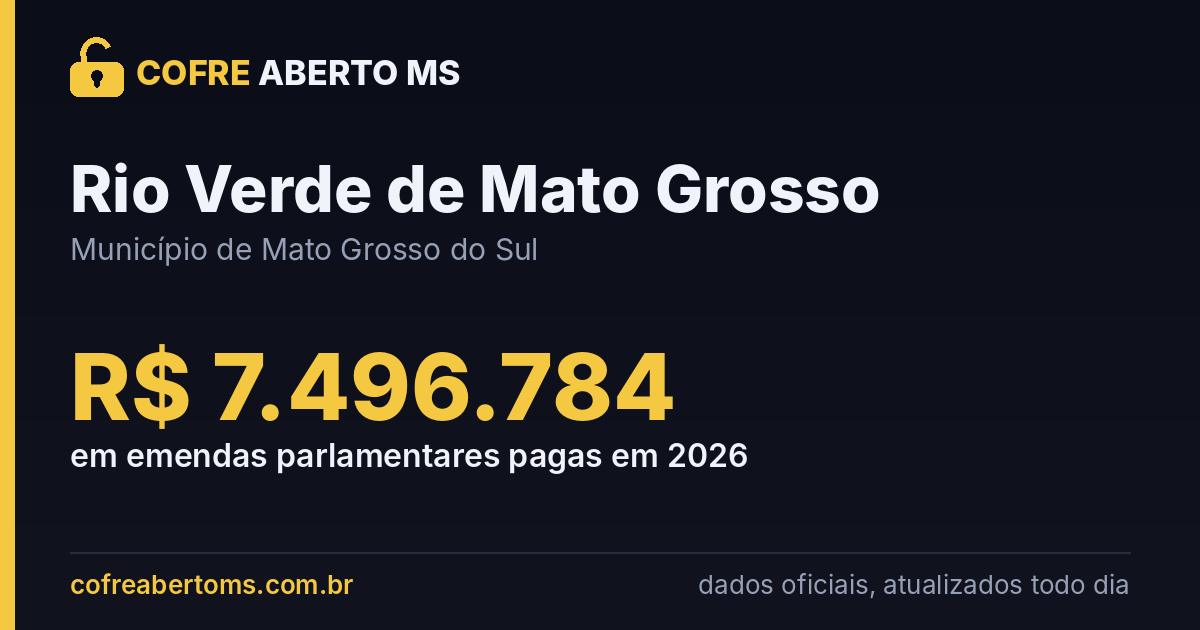 COFRE ABERTO MS
Rio Verde de Mato Grosso
Município de Mato Grosso do Sul
R$ 7.496.784
em emendas parlamentares pagas em 2026
cofreabertoms.com.br
dados oficiais, atualizados todo dia